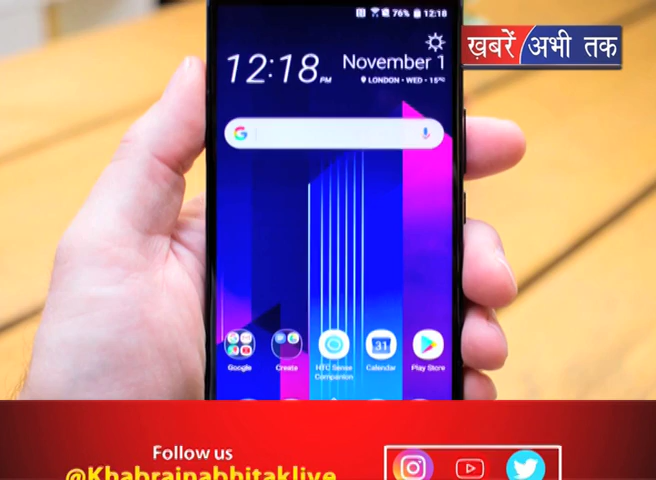 76% 12:18
ख़बरें अभी तक
12:18 PM
November 1
LONDON • WED • 15°C
Google
Create
HTC Sense Companion
31
Calendar
Play Store
Follow us
@Khabrainabhitaklive